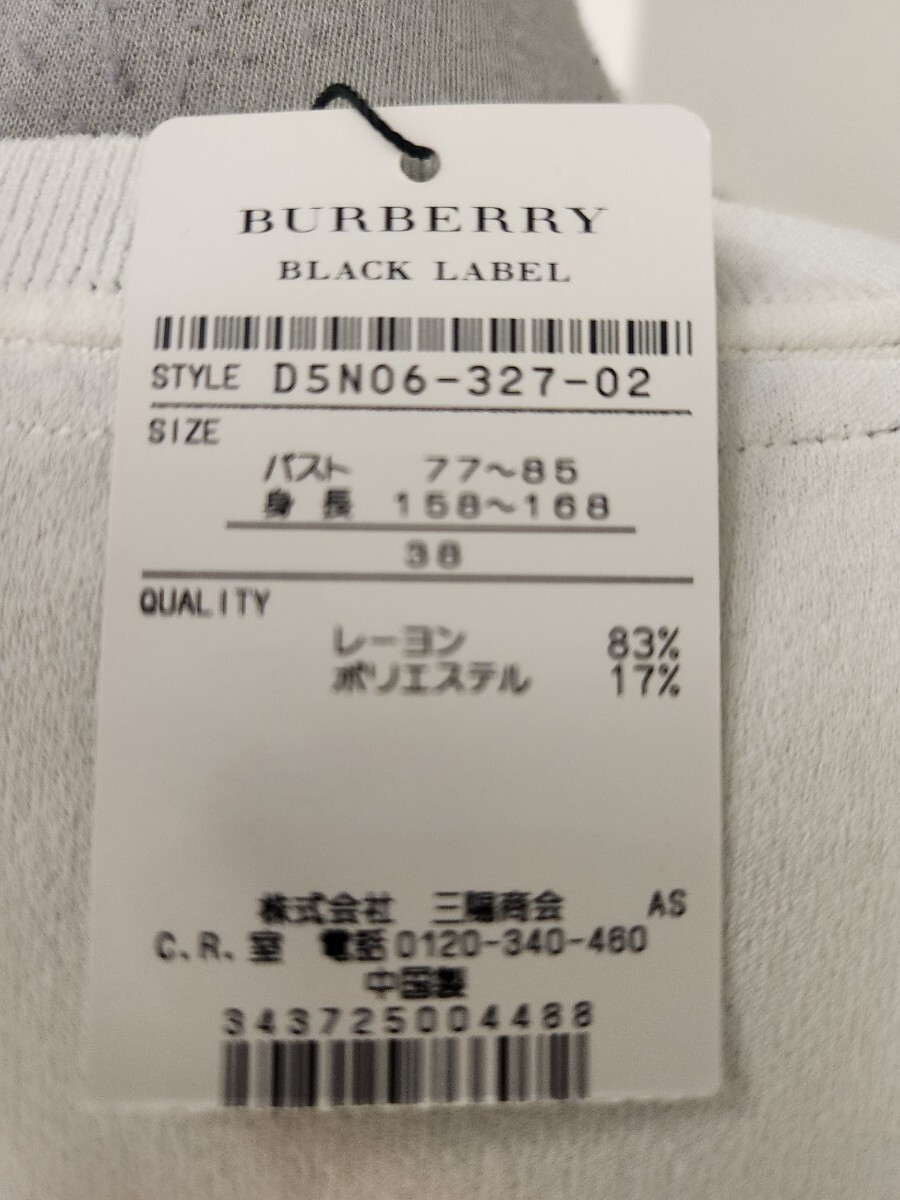 BURBERRY
BLACK LABEL
STYLE D5N06-327-02
SIZE
バスト 77～85
身長 158～168
38
QUALITY
レーヨン 83%
ポリエステル 17%
株式会社 三陽商会 AS
C.R.室 電話0120-340-460
中国製
343725004488